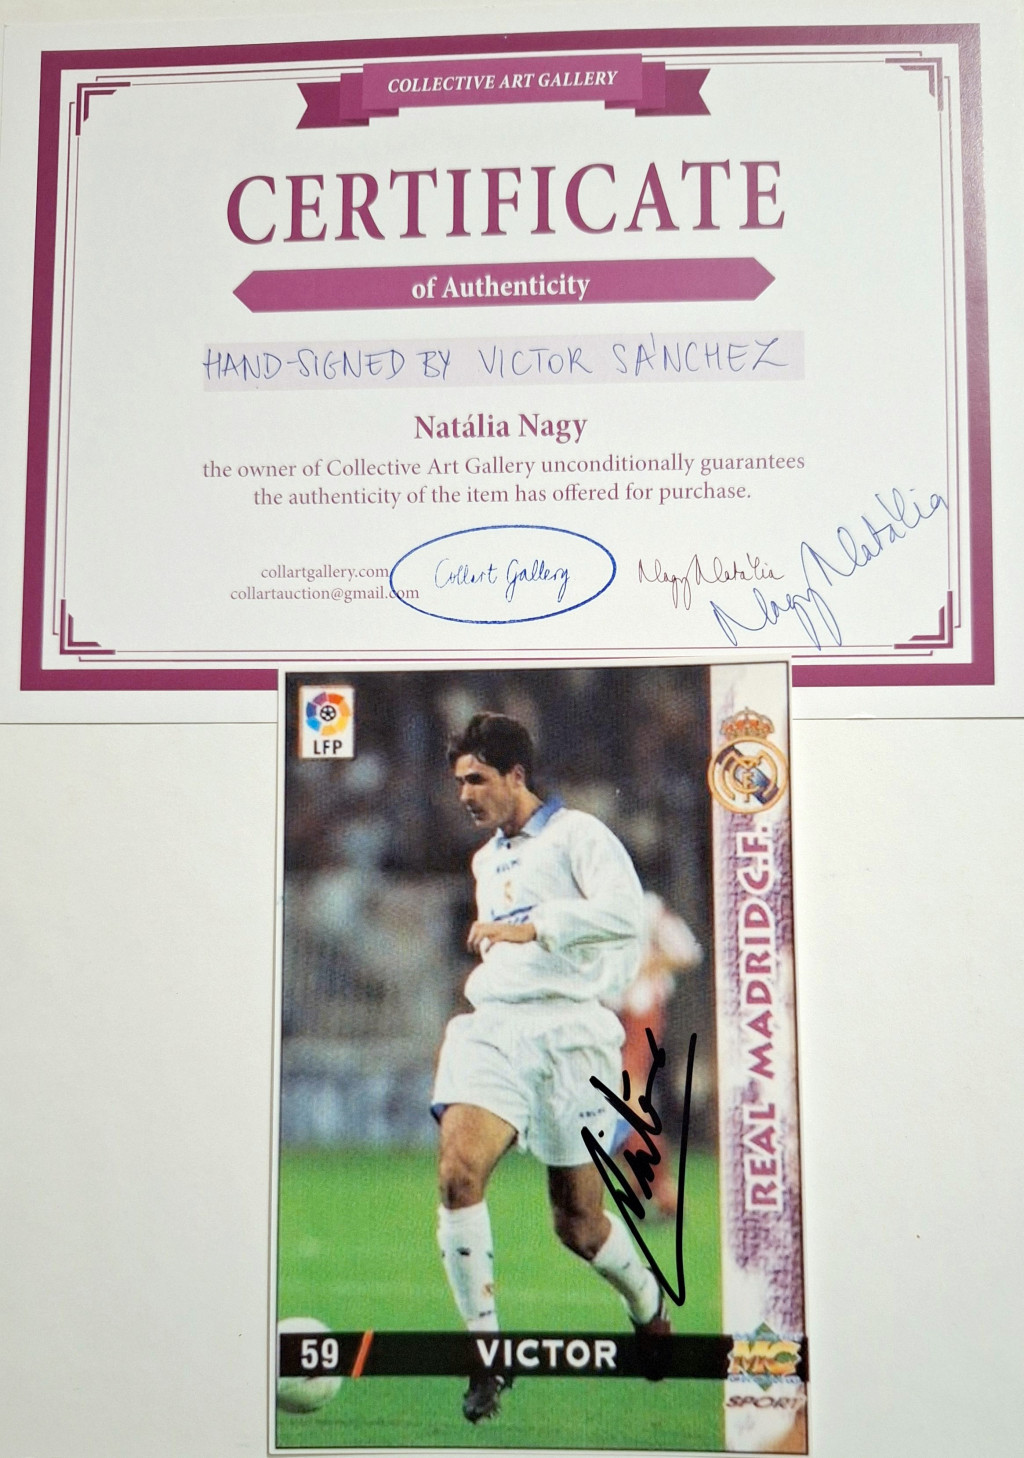 COLLECTIVE ART GALLERY
CERTIFICATE
of Authenticity
HAND-SIGNED BY VICTOR SÁNCHEZ
Natália Nagy
the owner of Collective Art Gallery unconditionally guarantees
the authenticity of the item has offered for purchase.
collartgallery.com
collartauction@gmail.com
Collart Gallery
Nagy Natália
Nagy Natália
LFP
REAL MADRID C.F.
Victor
59
VICTOR
MC
SPORT